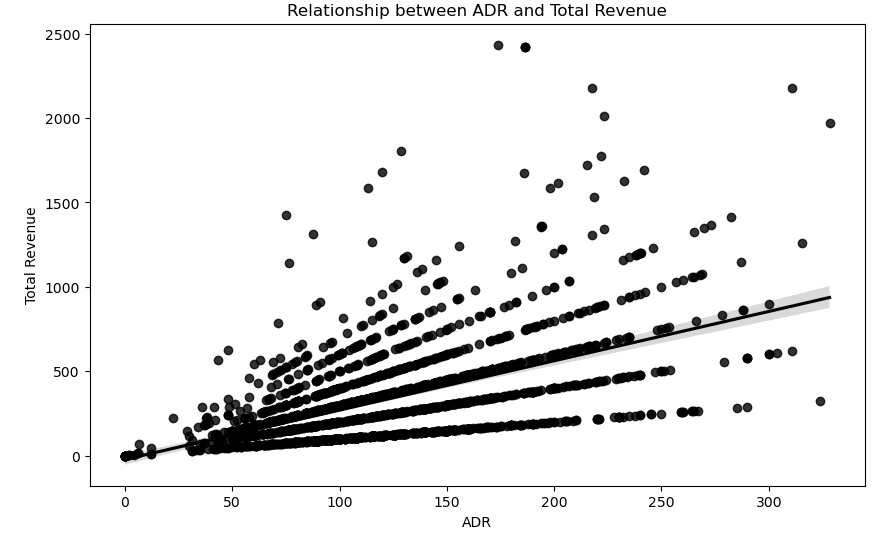 Relationship between ADR and Total Revenue
2500
2000
1500
1000
500
0
Total Revenue
0 50 100 150 200 250 300
ADR